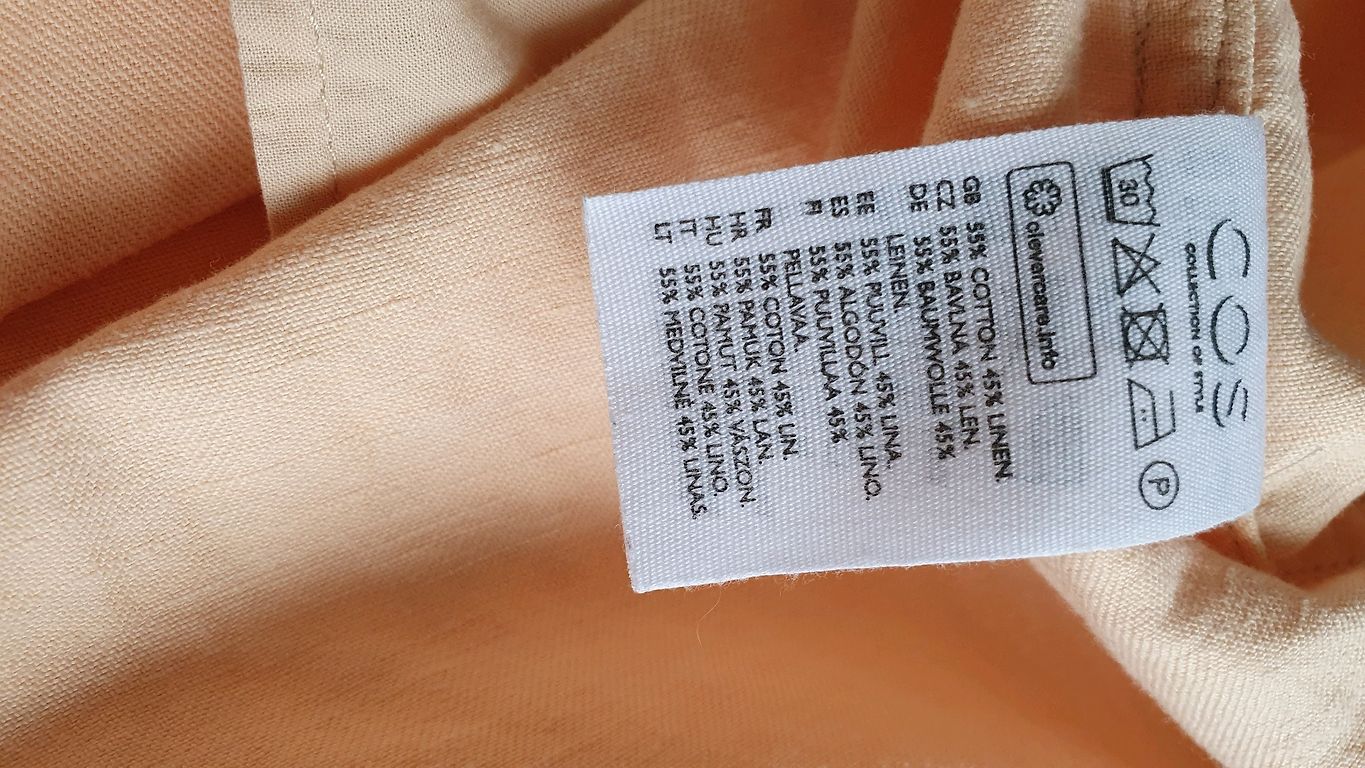 COS
COLLECTION OF STYLE
30
P
clevercare.info
GB 55% COTTON 45% LINEN.
CZ 55% BAVLNA 45% LEN.
DE 55% BAUMWOLLE 45%
LEINEN.
EE 55% PUUVILL 45% LINA.
ES 55% ALGODÓN 45% LINO.
FI 55% PUUVILLAA 45%
PELLAVAA.
FR 55% COTON 45% LIN.
HR 55% PAMUK 45% LAN.
HU 55% PAMUT 45% VÁSZON.
IT 55% COTONE 45% LINO.
LT 55% MEDVILNĖ 45% LINAS.